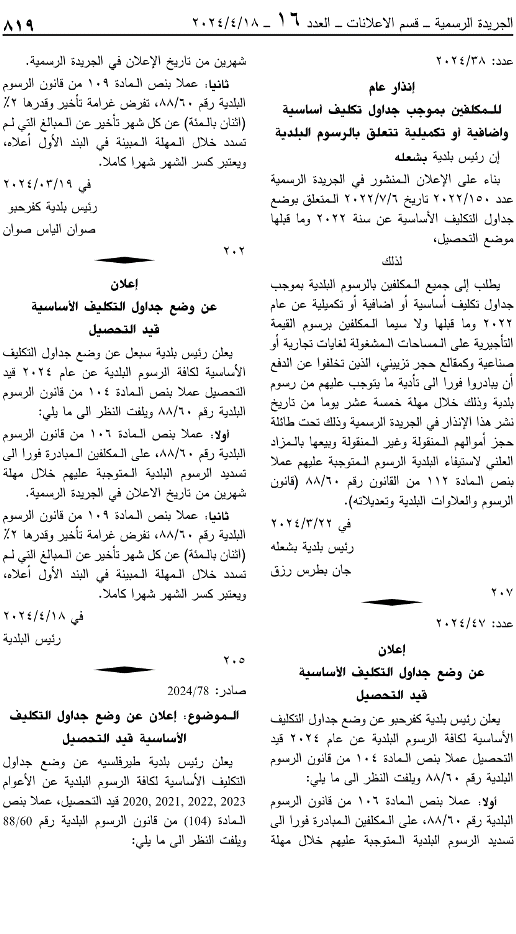 الجريدة الرسمية – قسم الاعلانات – العدد ١٦ – ٢٠٢٤/٤/١٨
٨١٩
عدد: ٢٠٢٤/٣٨
إنذار عام
للمكلفين بموجب جداول تكليف أساسية
واضافية أو تكميلية تتعلق بالرسوم البلدية
إن رئيس بلدية بشعله
بناء على الإعلان المنشور في الجريدة الرسمية
عدد ٢٠٢٢/١٥٠ تاريخ ٢٠٢٢/٧/٦ المتعلق بوضع
جداول التكليف الأساسية عن سنة ٢٠٢٢ وما قبلها
موضع التحصيل،
لذلك
يطلب إلى جميع المكلفين بالرسوم البلدية بموجب
جداول تكليف أساسية أو اضافية أو تكميلية عن عام
٢٠٢٢ وما قبلها ولا سيما المكلفين برسوم القيمة
التأجيرية على المساحات المشغولة لغايات تجارية أو
صناعية وكمقالع حجر تزييني، الذين تخلفوا عن الدفع
أن يبادروا فورا الى تأدية ما يتوجب عليهم من رسوم
بلدية وذلك خلال مهلة خمسة عشر يوما من تاريخ
نشر هذا الإنذار في الجريدة الرسمية وذلك تحت طائلة
حجز أموالهم المنقولة وغير المنقولة وبيعها بالمزاد
العلني لاستيفاء البلدية الرسوم المتوجبة عليهم عملا
بنص المادة ١١٢ من القانون رقم ٨٨/٦٠ (قانون
الرسوم والعلاوات البلدية وتعديلاته).
في ٢٠٢٤/٣/٢٢
رئيس بلدية بشعله
جان بطرس رزق
٢٠٧
عدد: ٢٠٢٤/٤٧
إعلان
عن وضع جداول التكليف الأساسية
قيد التحصيل
يعلن رئيس بلدية كفرحبو عن وضع جداول التكليف
الأساسية لكافة الرسوم البلدية عن عام ٢٠٢٤ قيد
التحصيل عملا بنص المادة ١٠٤ من قانون الرسوم
البلدية رقم ٨٨/٦٠ ويلفت النظر الى ما يلي:
أولا: عملا بنص المادة ١٠٦ من قانون الرسوم
البلدية رقم ٨٨/٦٠، على المكلفين المبادرة فورا الى
تسديد الرسوم البلدية المتوجبة عليهم خلال مهلة
شهرين من تاريخ الإعلان في الجريدة الرسمية.
ثانيا: عملا بنص المادة ١٠٩ من قانون الرسوم
البلدية رقم ٨٨/٦٠، تفرض غرامة تأخير وقدرها ٢٪
(اثنان بالمئة) عن كل شهر تأخير عن المبالغ التي لم
تسدد خلال المهلة المبينة في البند الأول أعلاه،
ويعتبر كسر الشهر شهرا كاملا.
في ٢٠٢٤/٠٣/١٩
رئيس بلدية كفرحبو
صوان الياس صوان
٢٠٢
إعلان
عن وضع جداول التكليف الأساسية
قيد التحصيل
يعلن رئيس بلدية سبعل عن وضع جداول التكليف
الأساسية لكافة الرسوم البلدية عن عام ٢٠٢٤ قيد
التحصيل عملا بنص المادة ١٠٤ من قانون الرسوم
البلدية رقم ٨٨/٦٠ ويلفت النظر الى ما يلي:
أولا: عملا بنص المادة ١٠٦ من قانون الرسوم
البلدية رقم ٨٨/٦٠، على المكلفين المبادرة فورا الى
تسديد الرسوم البلدية المتوجبة عليهم خلال مهلة
شهرين من تاريخ الاعلان في الجريدة الرسمية.
ثانيا: عملا بنص المادة ١٠٩ من قانون الرسوم
البلدية رقم ٨٨/٦٠، تفرض غرامة تأخير وقدرها ٢٪
(اثنان بالمئة) عن كل شهر تأخير عن المبالغ التي لم
تسدد خلال المهلة المبينة في البند الأول أعلاه،
ويعتبر كسر الشهر شهرا كاملا.
في ٢٠٢٤/٤/١٨
رئيس البلدية
٢٠٥
صادر: 2024/78
الموضوع: إعلان عن وضع جداول التكليف
الأساسية قيد التحصيل
يعلن رئيس بلدية طيرفلسيه عن وضع جداول
التكليف الأساسية لكافة الرسوم البلدية عن الأعوام
2020, 2021, 2022, 2023 قيد التحصيل، عملا بنص
المادة (104) من قانون الرسوم البلدية رقم 88/60
ويلفت النظر الى ما يلي: